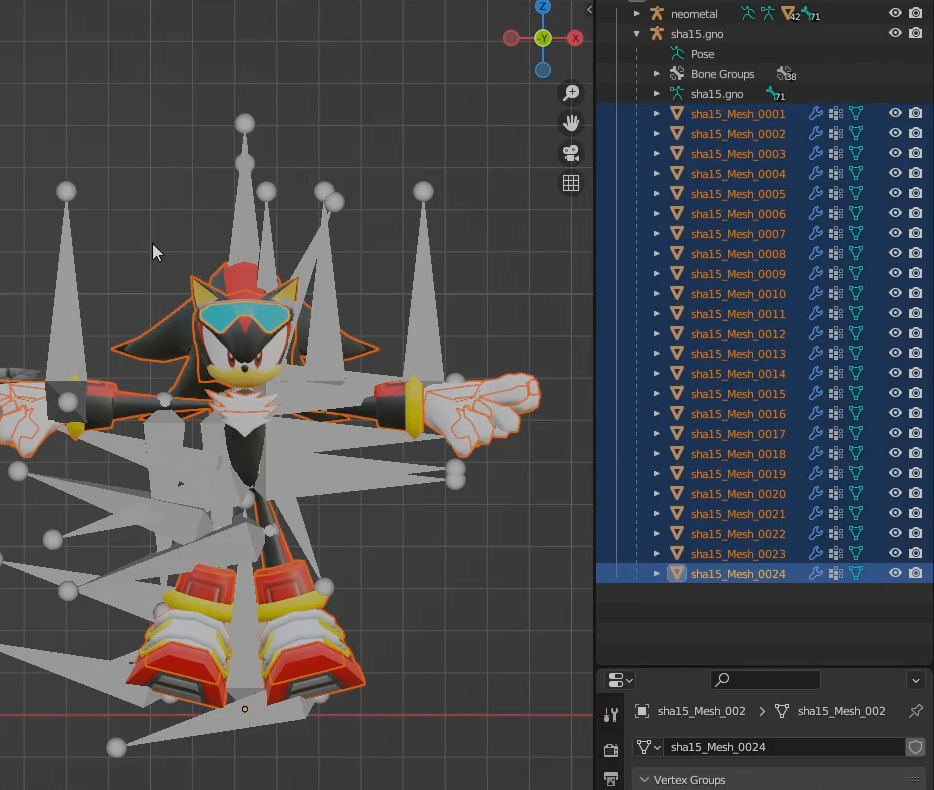 Z
-Y
X
neometal 42 71
sha15.gno
Pose
Bone Groups 38
sha15.gno 71
sha15_Mesh_0001
sha15_Mesh_0002
sha15_Mesh_0003
sha15_Mesh_0004
sha15_Mesh_0005
sha15_Mesh_0006
sha15_Mesh_0007
sha15_Mesh_0008
sha15_Mesh_0009
sha15_Mesh_0010
sha15_Mesh_0011
sha15_Mesh_0012
sha15_Mesh_0013
sha15_Mesh_0014
sha15_Mesh_0015
sha15_Mesh_0016
sha15_Mesh_0017
sha15_Mesh_0018
sha15_Mesh_0019
sha15_Mesh_0020
sha15_Mesh_0021
sha15_Mesh_0022
sha15_Mesh_0023
sha15_Mesh_0024
sha15_Mesh_002 sha15_Mesh_002
sha15_Mesh_0024
Vertex Groups